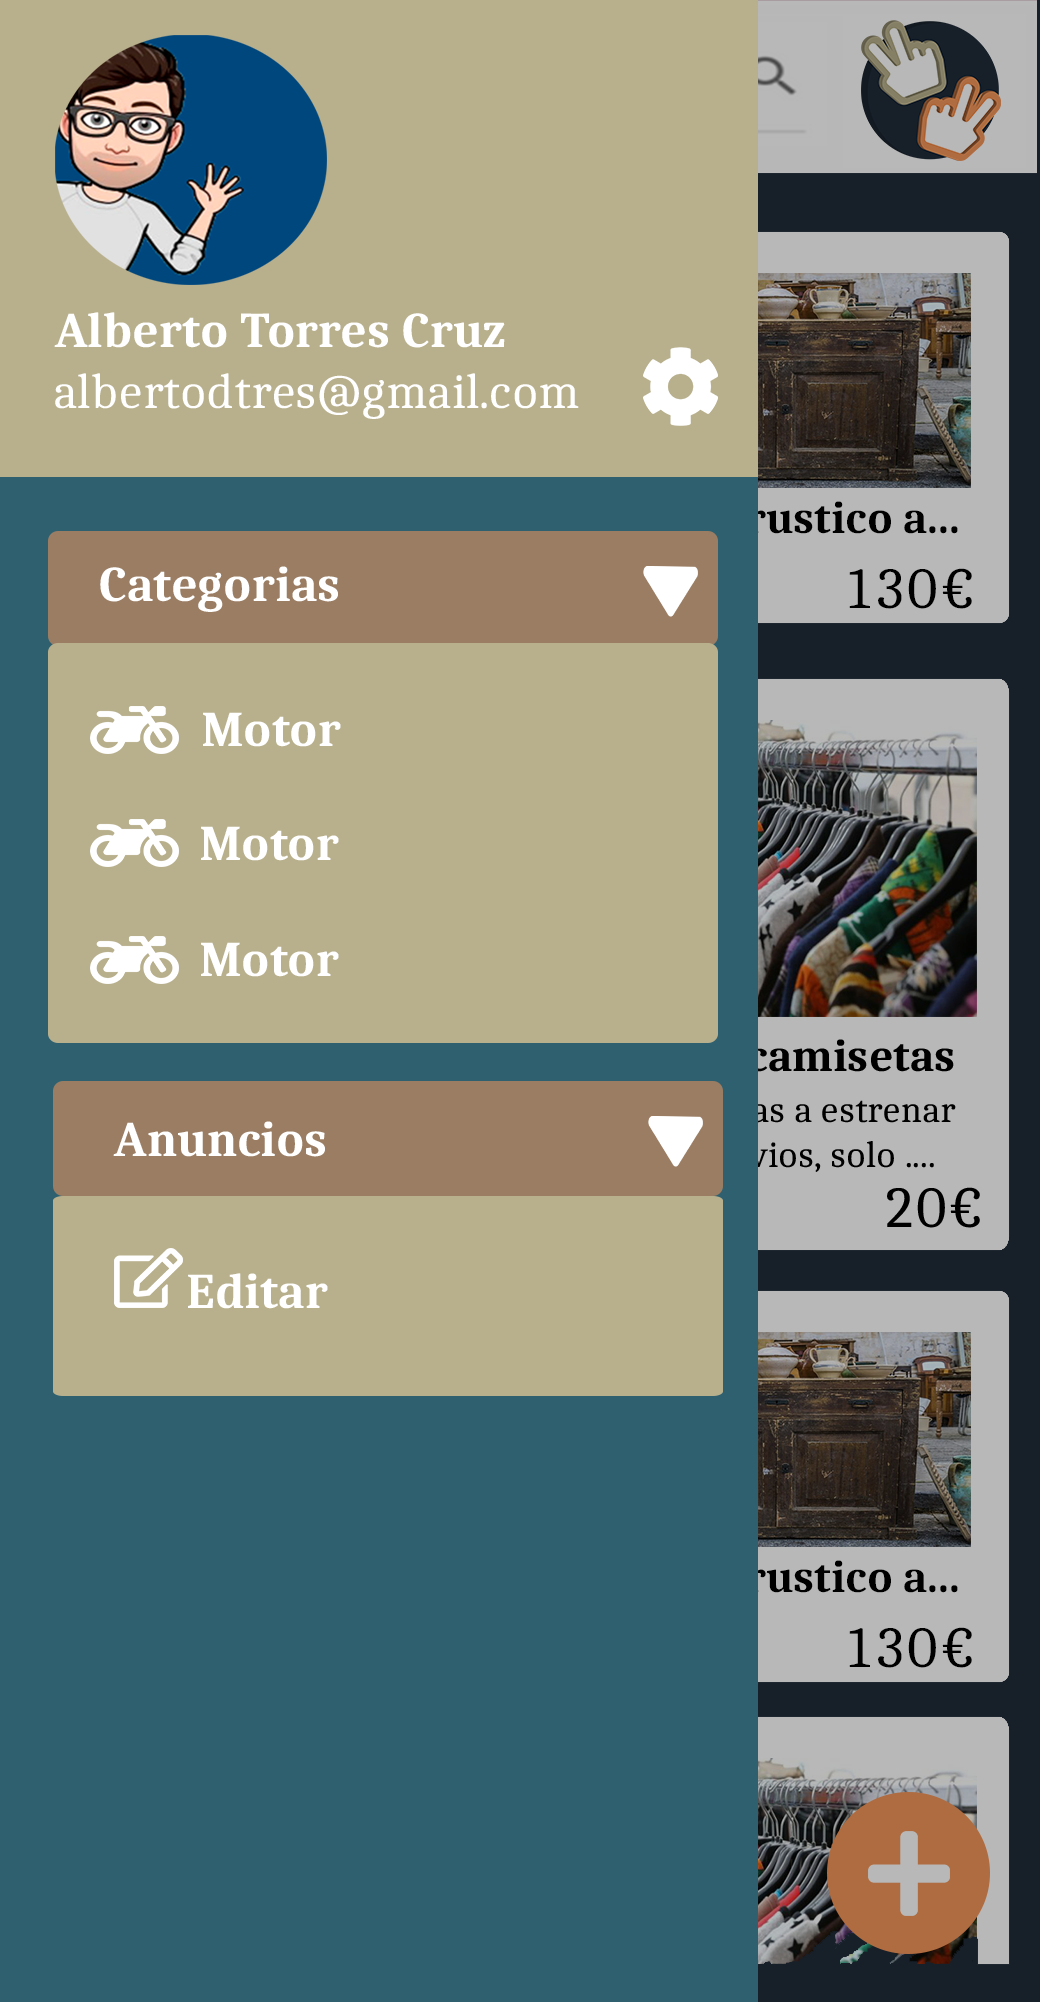 Alberto Torres Cruz
albertodtres@gmail.com
Categorias
Motor
Motor
Motor
Anuncios
Editar
rustico a...
130€
camisetas
as a estrenar
vios, solo ....
20€
rustico a...
130€